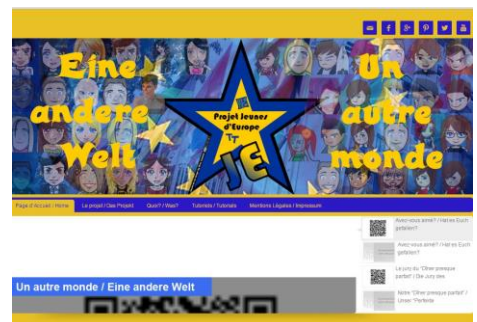 Eine
andere
Welt
Projet Jeunes
d'Europe
JE
Un
autre
monde
Page d'Accueil / Home
Le projet / Das Projekt
Quoi? / Was?
Tutoriels / Tutorials
Mentions Légales / Impressum
Avez-vous aimé? / Hat es Euch
gefallen?
Avez-vous aimé? / Hat es Euch
gefallen?
Le jury du "Dîner presque
parfait" / Die Jury des
Notre "Dîner presque parfait" /
Unser "Perfekte
Un autre monde / Eine andere Welt